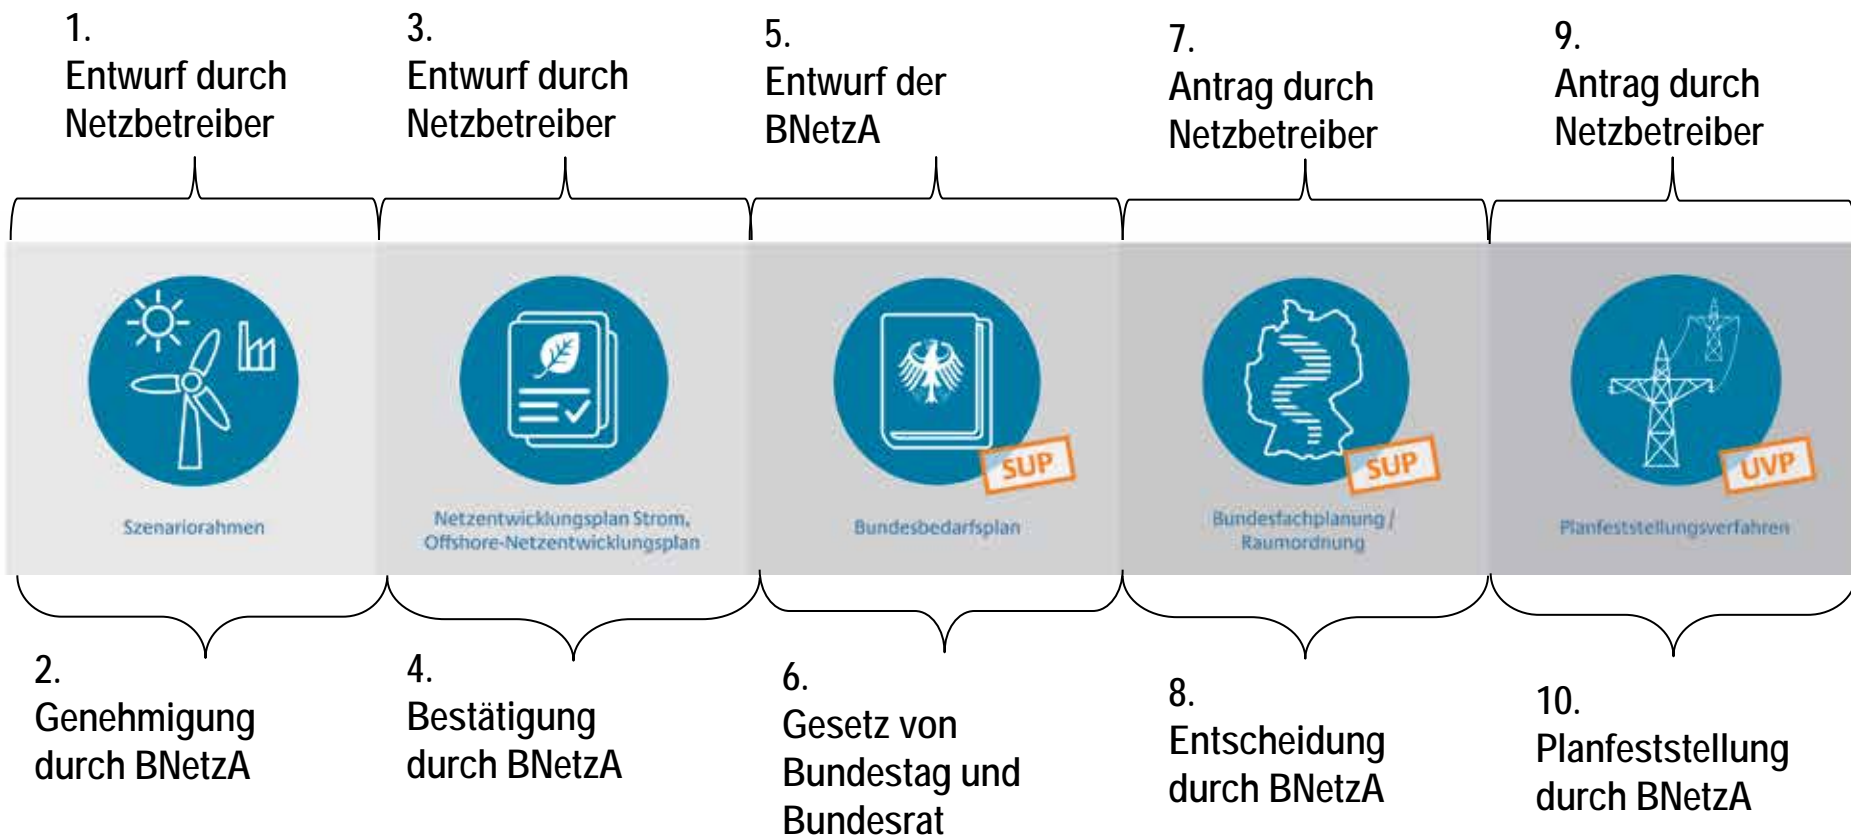 1.
Entwurf durch
Netzbetreiber
3.
Entwurf durch
Netzbetreiber
5.
Entwurf der
BNetzA
7.
Antrag durch
Netzbetreiber
9.
Antrag durch
Netzbetreiber
SUP
SUP
UVP
Szenariorahmen
Netzentwicklungsplan Strom,
Offshore-Netzentwicklungsplan
Bundesbedarfsplan
Bundesfachplanung /
Raumordnung
Planfeststellungsverfahren
2.
Genehmigung
durch BNetzA
4.
Bestätigung
durch BNetzA
6.
Gesetz von
Bundestag und
Bundesrat
8.
Entscheidung
durch BNetzA
10.
Planfeststellung
durch BNetzA